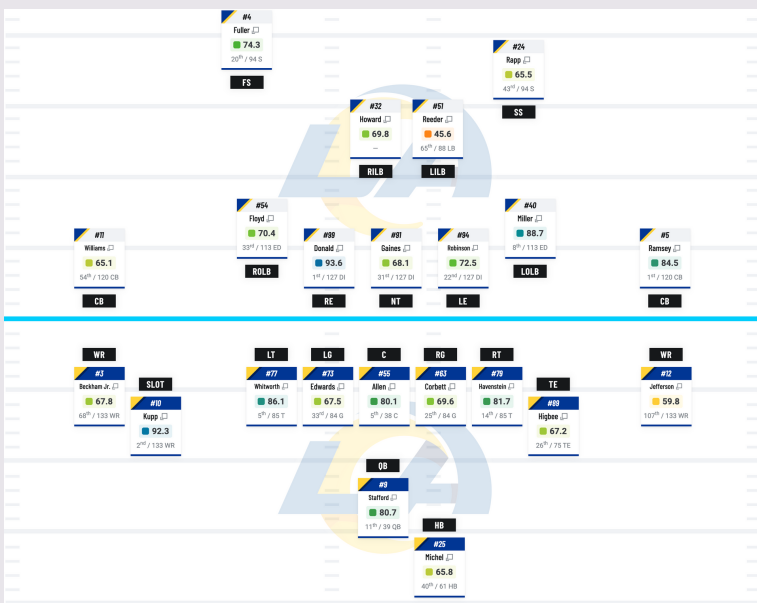 #4
Fuller
74.3
20th / 94 S
FS
#24
Rapp
65.5
43rd / 94 S
SS
#32
Howard
69.8
—
RILB
#51
Reeder
45.6
65th / 88 LB
LILB
#54
Floyd
70.4
33rd / 113 ED
ROLB
#40
Miller
88.7
8th / 113 ED
LOLB
#11
Williams
65.1
54th / 120 CB
CB
#99
Donald
93.6
1st / 127 DI
RE
#91
Gaines
68.1
31st / 127 DI
NT
#94
Robinson
72.5
22nd / 127 DI
LE
#5
Ramsey
84.5
1st / 120 CB
CB
WR
#3
Beckham Jr.
67.8
68th / 133 WR
SLOT
#10
Kupp
92.3
2nd / 133 WR
LT
#77
Whitworth
86.1
5th / 85 T
LG
#73
Edwards
67.5
33rd / 84 G
C
#55
Allen
80.1
5th / 38 C
RG
#63
Corbett
69.6
25th / 84 G
RT
#79
Havenstein
81.7
14th / 85 T
TE
#89
Higbee
67.2
26th / 75 TE
WR
#12
Jefferson
59.8
107th / 133 WR
QB
#9
Stafford
80.7
11th / 39 QB
HB
#25
Michel
65.8
40th / 61 HB
LA
LA